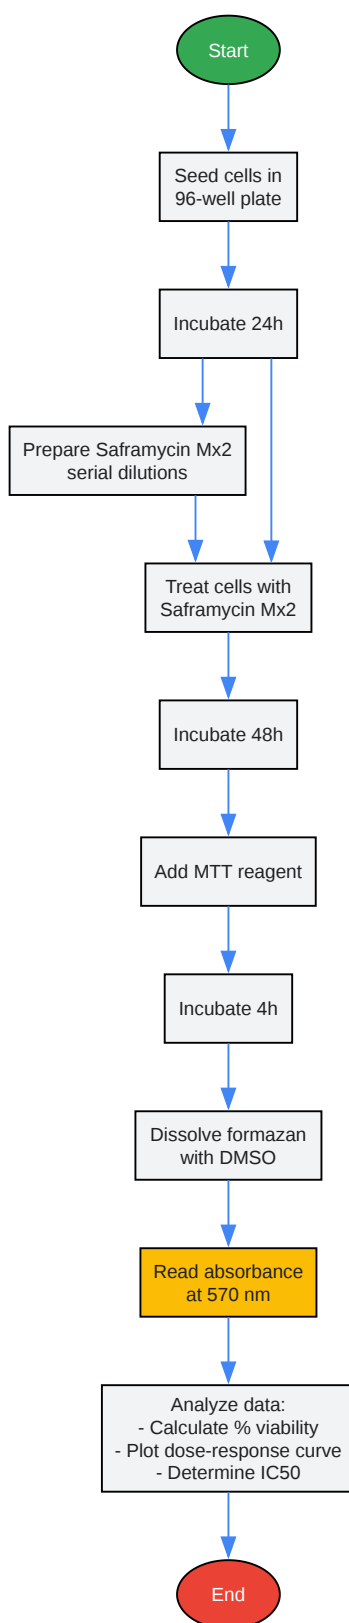 Start
Seed cells in
96-well plate
Incubate 24h
Prepare Saframycin Mx2
serial dilutions
Treat cells with
Saframycin Mx2
Incubate 48h
Add MTT reagent
Incubate 4h
Dissolve formazan
with DMSO
Read absorbance
at 570 nm
Analyze data:
- Calculate % viability
- Plot dose-response curve
- Determine IC50
End